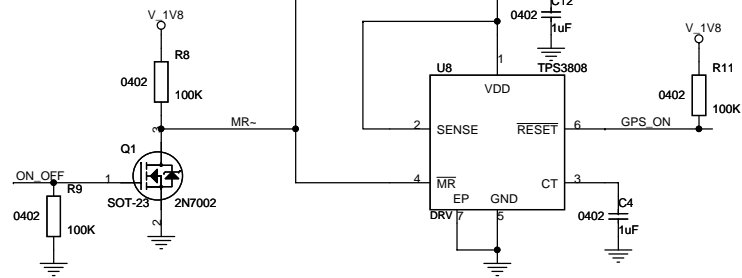 C12
V_1V8
0402
1uF
V_1V8
R8
U8
TPS3808
R11
1
0402
VDD
0402
100K
100K
3
MR~
2
SENSE
RESET
6
GPS_ON
Q1
ON_OFF
1
4
MR
CT
3
R9
EP
GND
SOT-23
2N7002
C4
0402
2
DRV
7
5
0402
100K
1uF